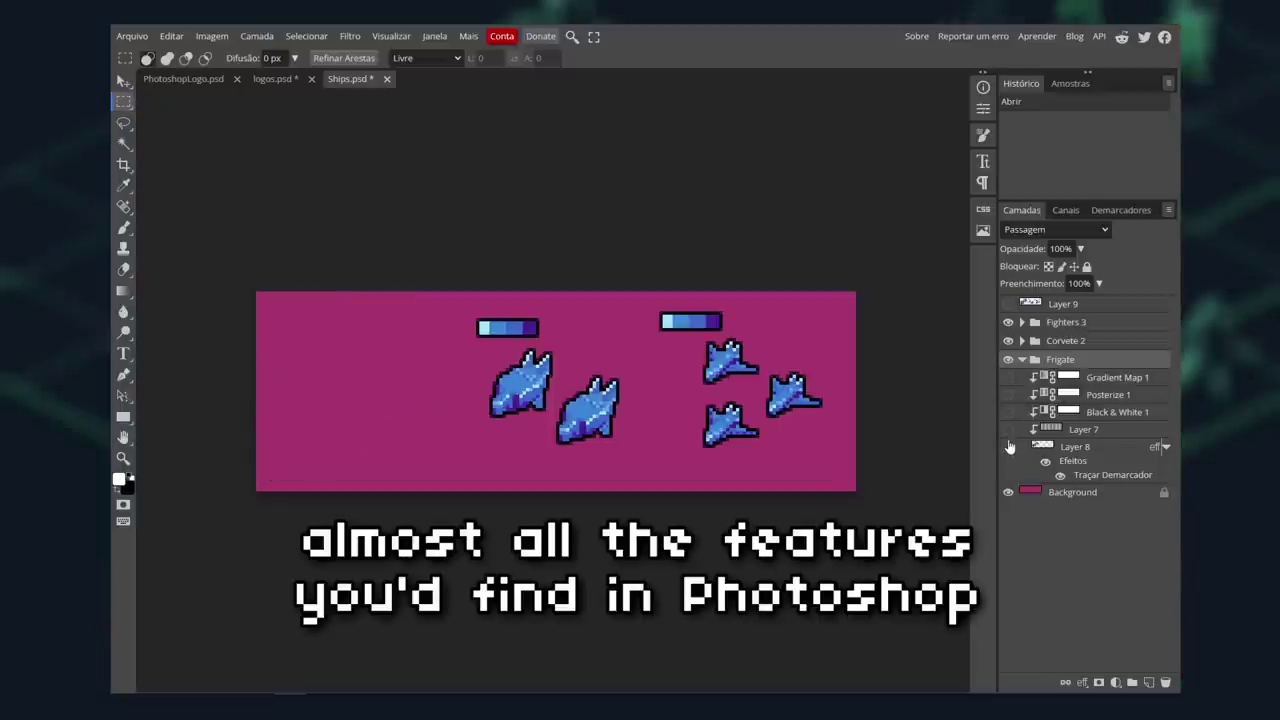 Arquivo Editar Imagem Camada Selecionar Filtro Visualizar Janela Mais Conta Donate Sobre Reportar um erro Aprender Blog API
Difusão: 0 px Refinar Arestas Livre L: 0 A: 0
PhotoshopLogo.psd logos.psd * Ships.psd *
Histórico Amostras
Abrir
Tt
CSS
Camadas Canais Demarcadores
Passagem
Opacidade: 100%
Bloquear:
Preenchimento: 100%
Layer 9
Fighters 3
Corvete 2
Frigate
Gradient Map 1
Posterize 1
Black & White 1
Layer 7
Layer 8 eff
Efeitos
Traçar Demarcador
Background
almost all the features
you'd find in Photoshop
eff